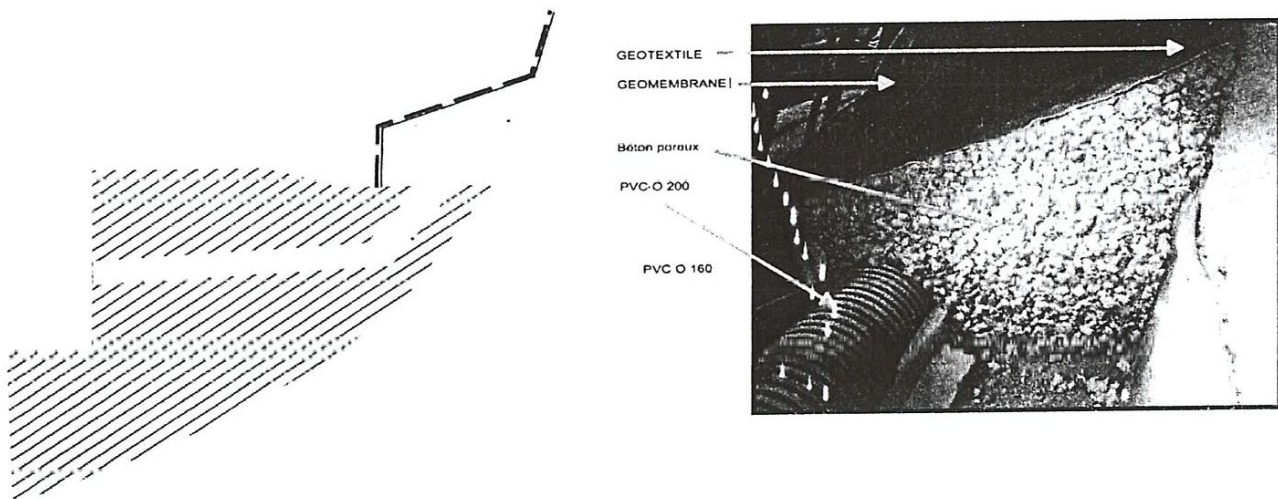 GEOTEXTILE
GEOMEMBRANE
Béton poreux
PVC-O 200
PVC O 160